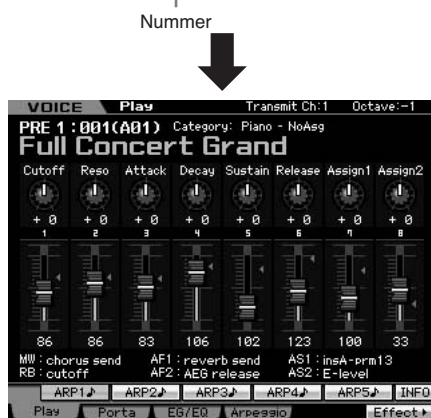 Nummer
VOICE Play Transmit Ch:1 Octave:-1
PRE 1:001(A01) Category: Piano - NoAsg
Full Concert Grand
Cutoff Reso Attack Decay Sustain Release Assign1 Assign2
+ 0 + 0 + 0 + 0 + 0 + 0 + 0 + 0
1 2 3 4 5 6 7 8
86 86 83 106 102 123 100 33
MW:chorus send AF1:reverb send AS1:insA-prm13
RB:cutoff AF2:AEG release AS2:E-level
ARP1♪ ARP2♪ ARP3♪ ARP4♪ ARP5♪ INFO
Play Porta EG/EQ Arpeggio Effect